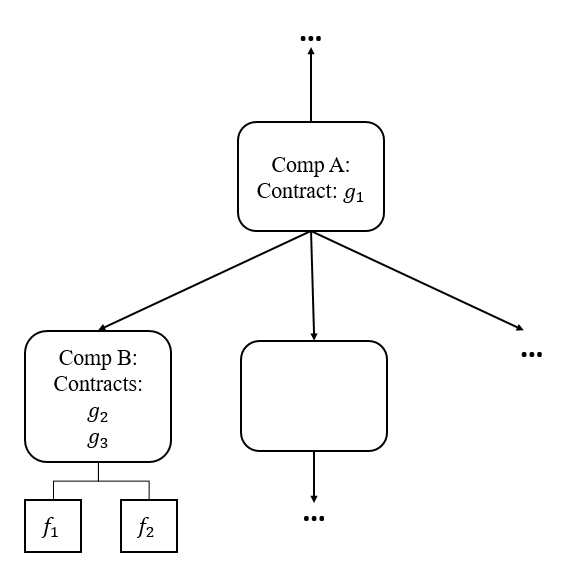 ...
Comp A:
Contract: g₁
Comp B:
Contracts:
g₂
g₃
...
f₁
f₂
...